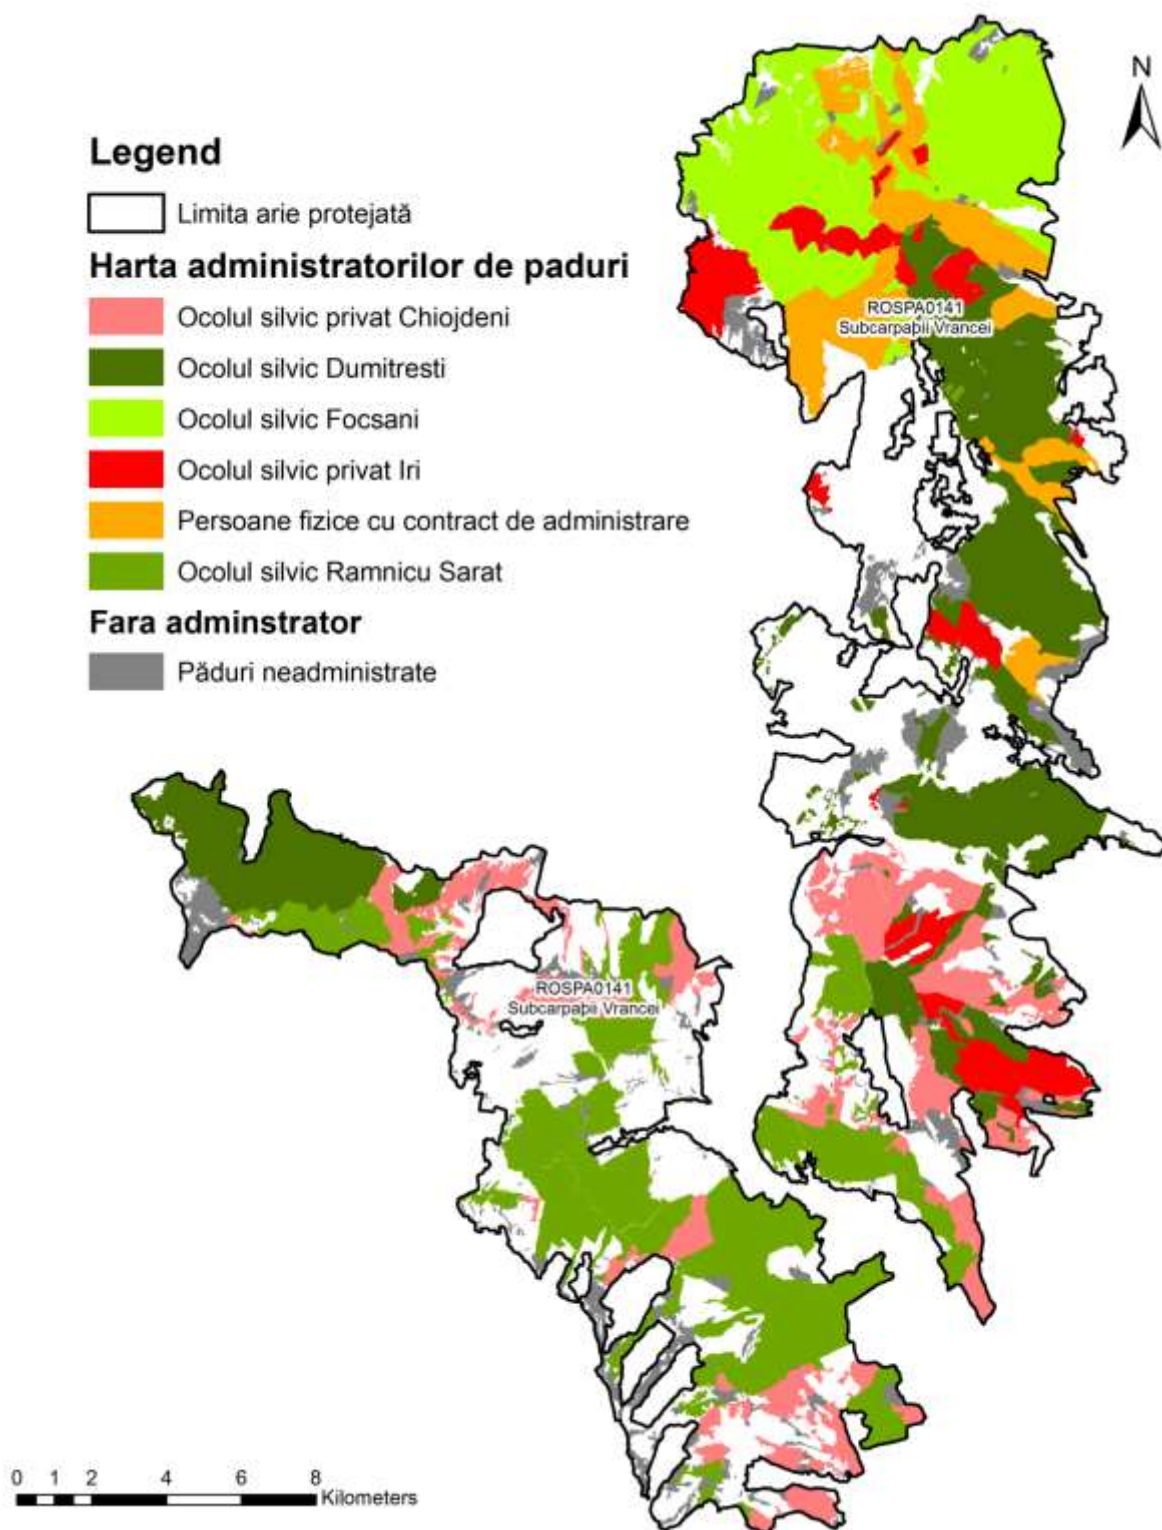 N
Legend
Limita arie protejată
Harta administratorilor de paduri
Ocolul silvic privat Chiojdeni
Ocolul silvic Dumitresti
Ocolul silvic Focsani
Ocolul silvic privat Iri
Persoane fizice cu contract de administrare
Ocolul silvic Ramnicu Sarat
Fara adminstrator
Păduri neadministrate
ROSPA0141
Subcarpaþii Vrancei
ROSPA0141
Subcarpaþii Vrancei
0 1 2 4 6 8
Kilometers